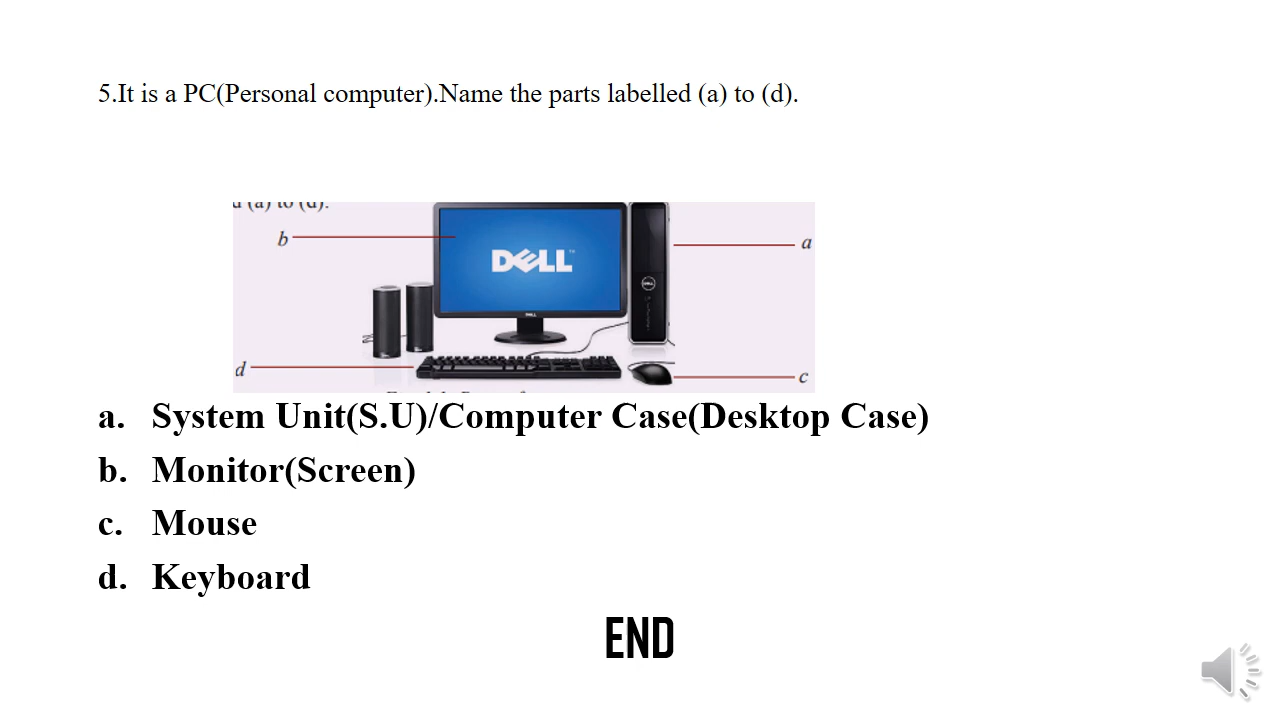 5.It is a PC(Personal computer).Name the parts labelled (a) to (d).
(a) to (d).
b
DELL
a
d
c
a. System Unit(S.U)/Computer Case(Desktop Case)
b. Monitor(Screen)
c. Mouse
d. Keyboard
END